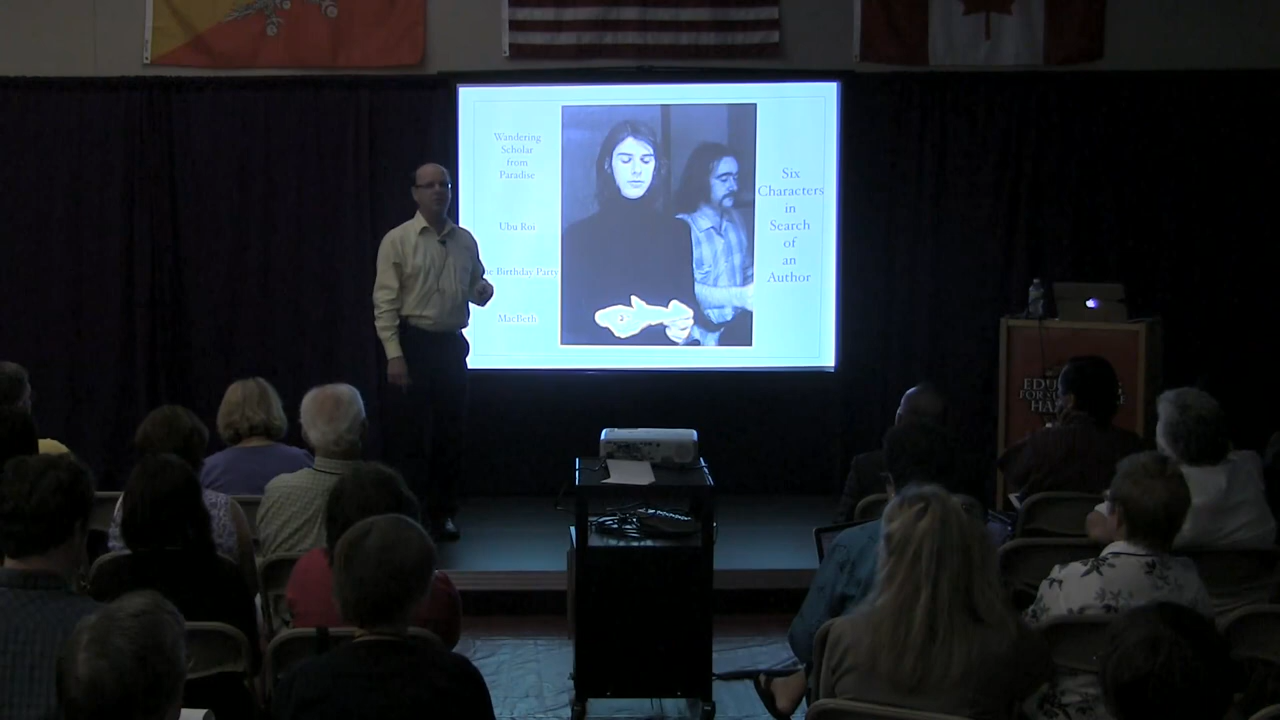 Wandering
Scholar
from
Paradise
Ubu Roi
Birthday Party
MacBeth
Six
Characters
in
Search
of
an
Author